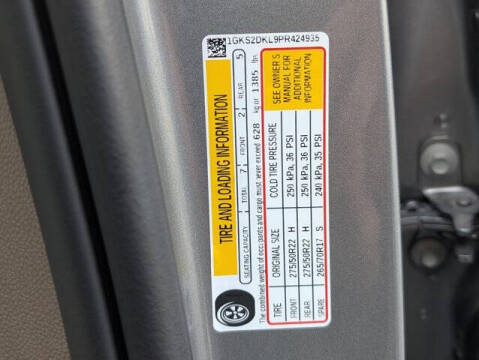 1GKS2DKL9PR424935
TIRE AND LOADING INFORMATION
SEATING CAPACITY TOTAL 7 FRONT 2 REAR 5
The combined weight of occupants and cargo must never exceed 628 kg or 1385 lbs
TIRE ORIGINAL SIZE COLD TIRE PRESSURE
FRONT 275/50R22 H 250 kPa, 36 PSI
REAR 275/50R22 H 250 kPa, 36 PSI
SPARE 265/70R17 S 240 kPa, 35 PSI
SEE OWNER'S
MANUAL FOR
ADDITIONAL
INFORMATION